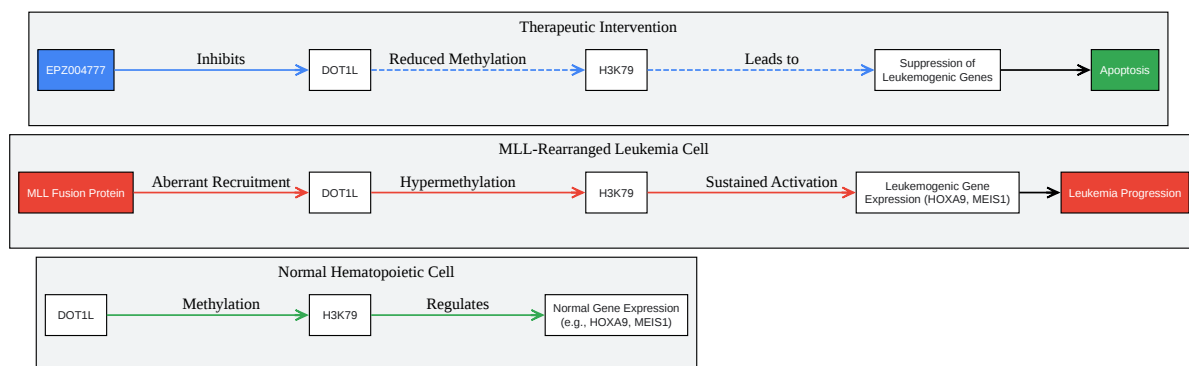 Therapeutic Intervention
EPZ004777
Inhibits
DOT1L
Reduced Methylation
H3K79
Leads to
Suppression of
Leukemogenic Genes
Apoptosis
MLL-Rearranged Leukemia Cell
MLL Fusion Protein
Aberrant Recruitment
DOT1L
Hypermethylation
H3K79
Sustained Activation
Leukemogenic Gene
Expression (HOXA9, MEIS1)
Leukemia Progression
Normal Hematopoietic Cell
DOT1L
Methylation
H3K79
Regulates
Normal Gene Expression
(e.g., HOXA9, MEIS1)